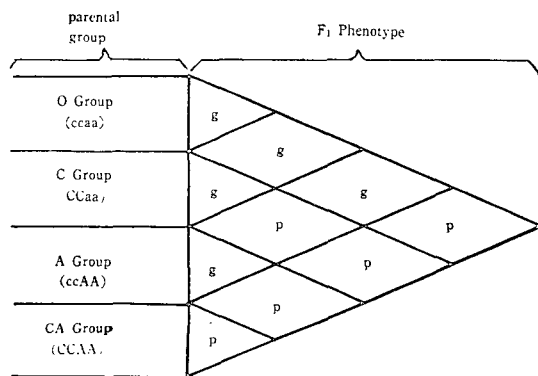 parental
group
F₁ Phenotype
O Group
(ccaa)
C Group
CCaa)
A Group
(ccAA)
CA Group
(CCAA)
g
g
g
g
p
g
p
p
p
p